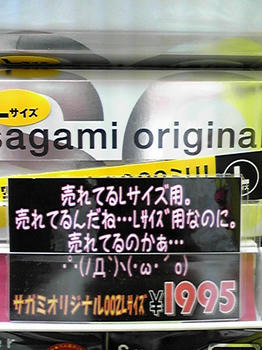 Lサイズ
sagami original
L
売れてるLサイズ用。
売れてるんだね…Lサイズ用なのに。
売れてるのかぁ…
･ﾟ･(ﾉД`)ヽ(･ω･´o)
サガミオリジナル002Lサイズ ¥1995